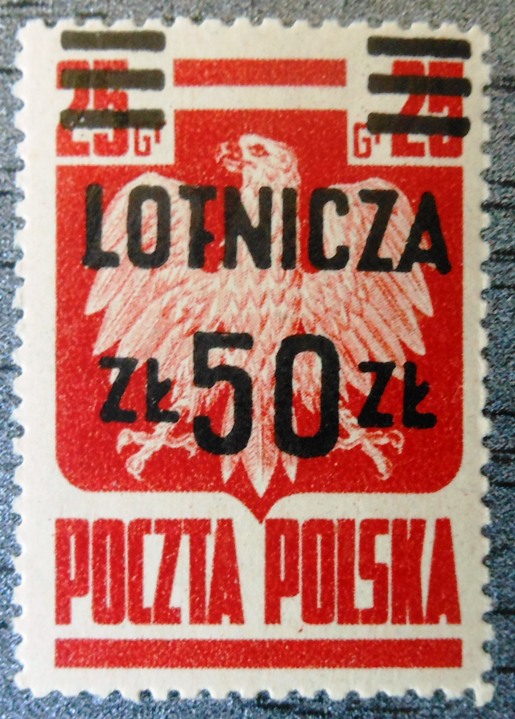 25 GR GR 25
LOTNICZA
ZŁ 50 ZŁ
POCZTA POLSKA